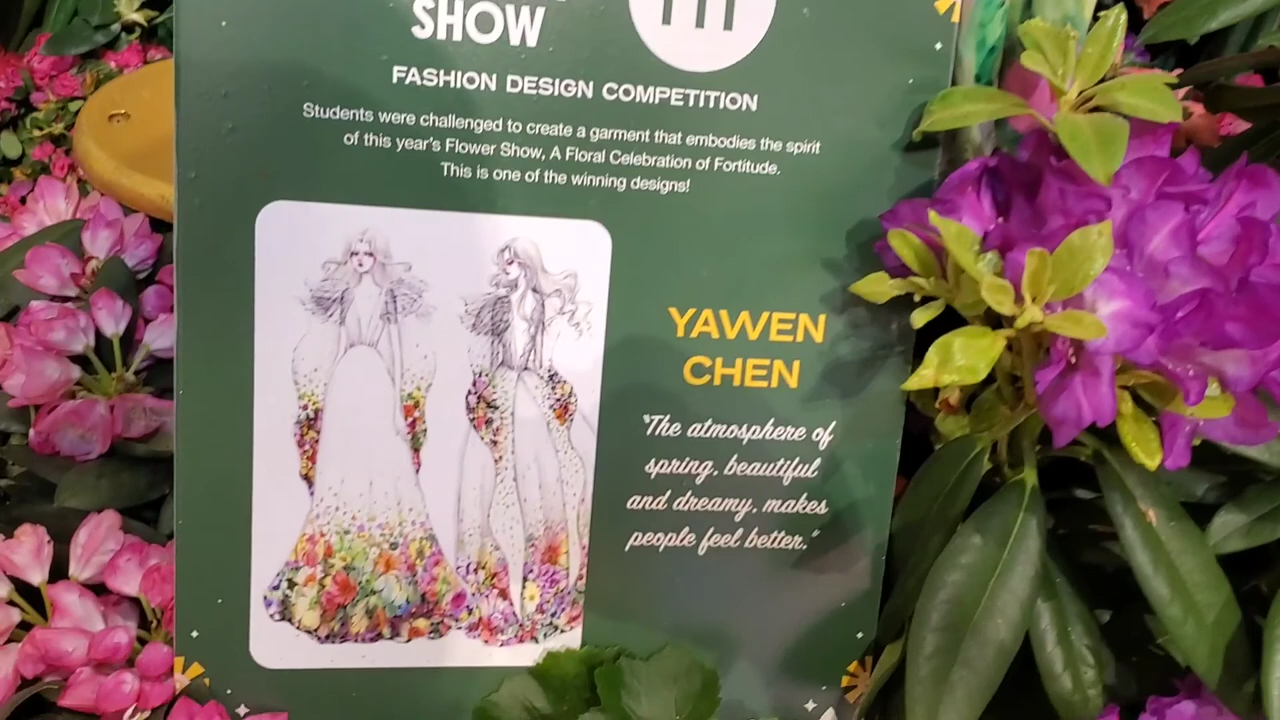 SHOW
FASHION DESIGN COMPETITION
Students were challenged to create a garment that embodies the spirit
of this year's Flower Show, A Floral Celebration of Fortitude.
This is one of the winning designs!
YAWEN
CHEN
"The atmosphere of
spring, beautiful
and dreamy, makes
people feel better."